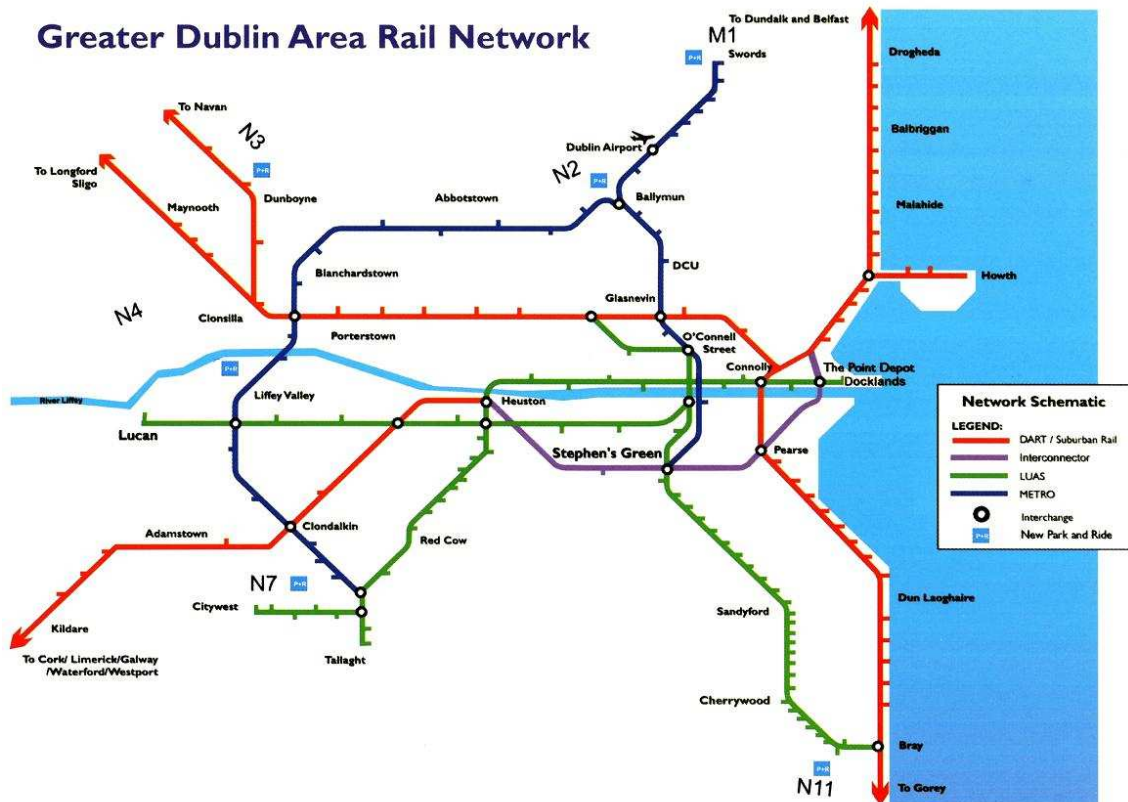 Greater Dublin Area Rail Network
M1
To Dundalk and Belfast
P+R
Swords
Drogheda
To Navan
N3
Balbriggan
Dublin Airport
To Longford
Sligo
P+R
N2
P+R
Maynooth
Dunboyne
Abbotstown
Ballymun
Malahide
DCU
Blanchardstown
Howth
Glasnevin
N4
Clonsilla
Porterstown
O'Connell
Street
P+R
Connolly
The Point Depot
Docklands
River Liffey
Liffey Valley
Heuston
Lucan
Stephen's Green
Pearse
Network Schematic
LEGEND:
DART / Suburban Rail
Interconnector
LUAS
METRO
Interchange
P+R
New Park and Ride
Clondalkin
Adamstown
Red Cow
N7
P+R
Citywest
Sandyford
Dun Laoghaire
Kildare
Tallaght
To Cork/ Limerick/Galway
/Waterford/Westport
Cherrywood
Bray
P+R
N11
To Gorey